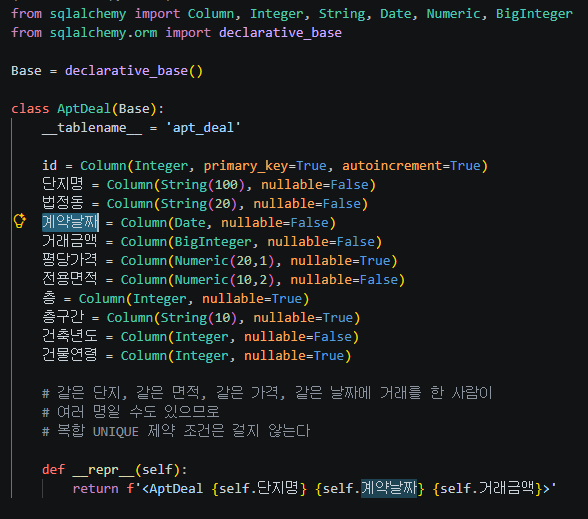 from sqlalchemy import Column, Integer, String, Date, Numeric, BigInteger
from sqlalchemy.orm import declarative_base
Base = declarative_base()
class AptDeal(Base):
__tablename__ = 'apt_deal'
id = Column(Integer, primary_key=True, autoincrement=True)
단지명 = Column(String(100), nullable=False)
법정동 = Column(String(20), nullable=False)
계약날짜 = Column(Date, nullable=False)
거래금액 = Column(BigInteger, nullable=False)
평당가격 = Column(Numeric(20,1), nullable=True)
전용면적 = Column(Numeric(10,2), nullable=False)
층 = Column(Integer, nullable=True)
층구간 = Column(String(10), nullable=True)
건축년도 = Column(Integer, nullable=False)
건물연령 = Column(Integer, nullable=True)
# 같은 단지, 같은 면적, 같은 가격, 같은 날짜에 거래를 한 사람이
# 여러 명일 수도 있으므로
# 복합 UNIQUE 제약 조건은 걸지 않는다
def __repr__(self):
return f'<AptDeal {self.단지명} {self.계약날짜} {self.거래금액}>'